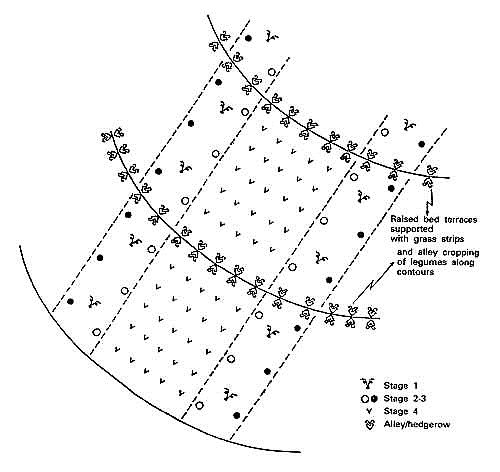 Raised bed torraces
supported
with grass strips
and alley cropping
of legumes along
contours
Stage 1
Stage 2-3
Stage 4
Alley/hedgerow